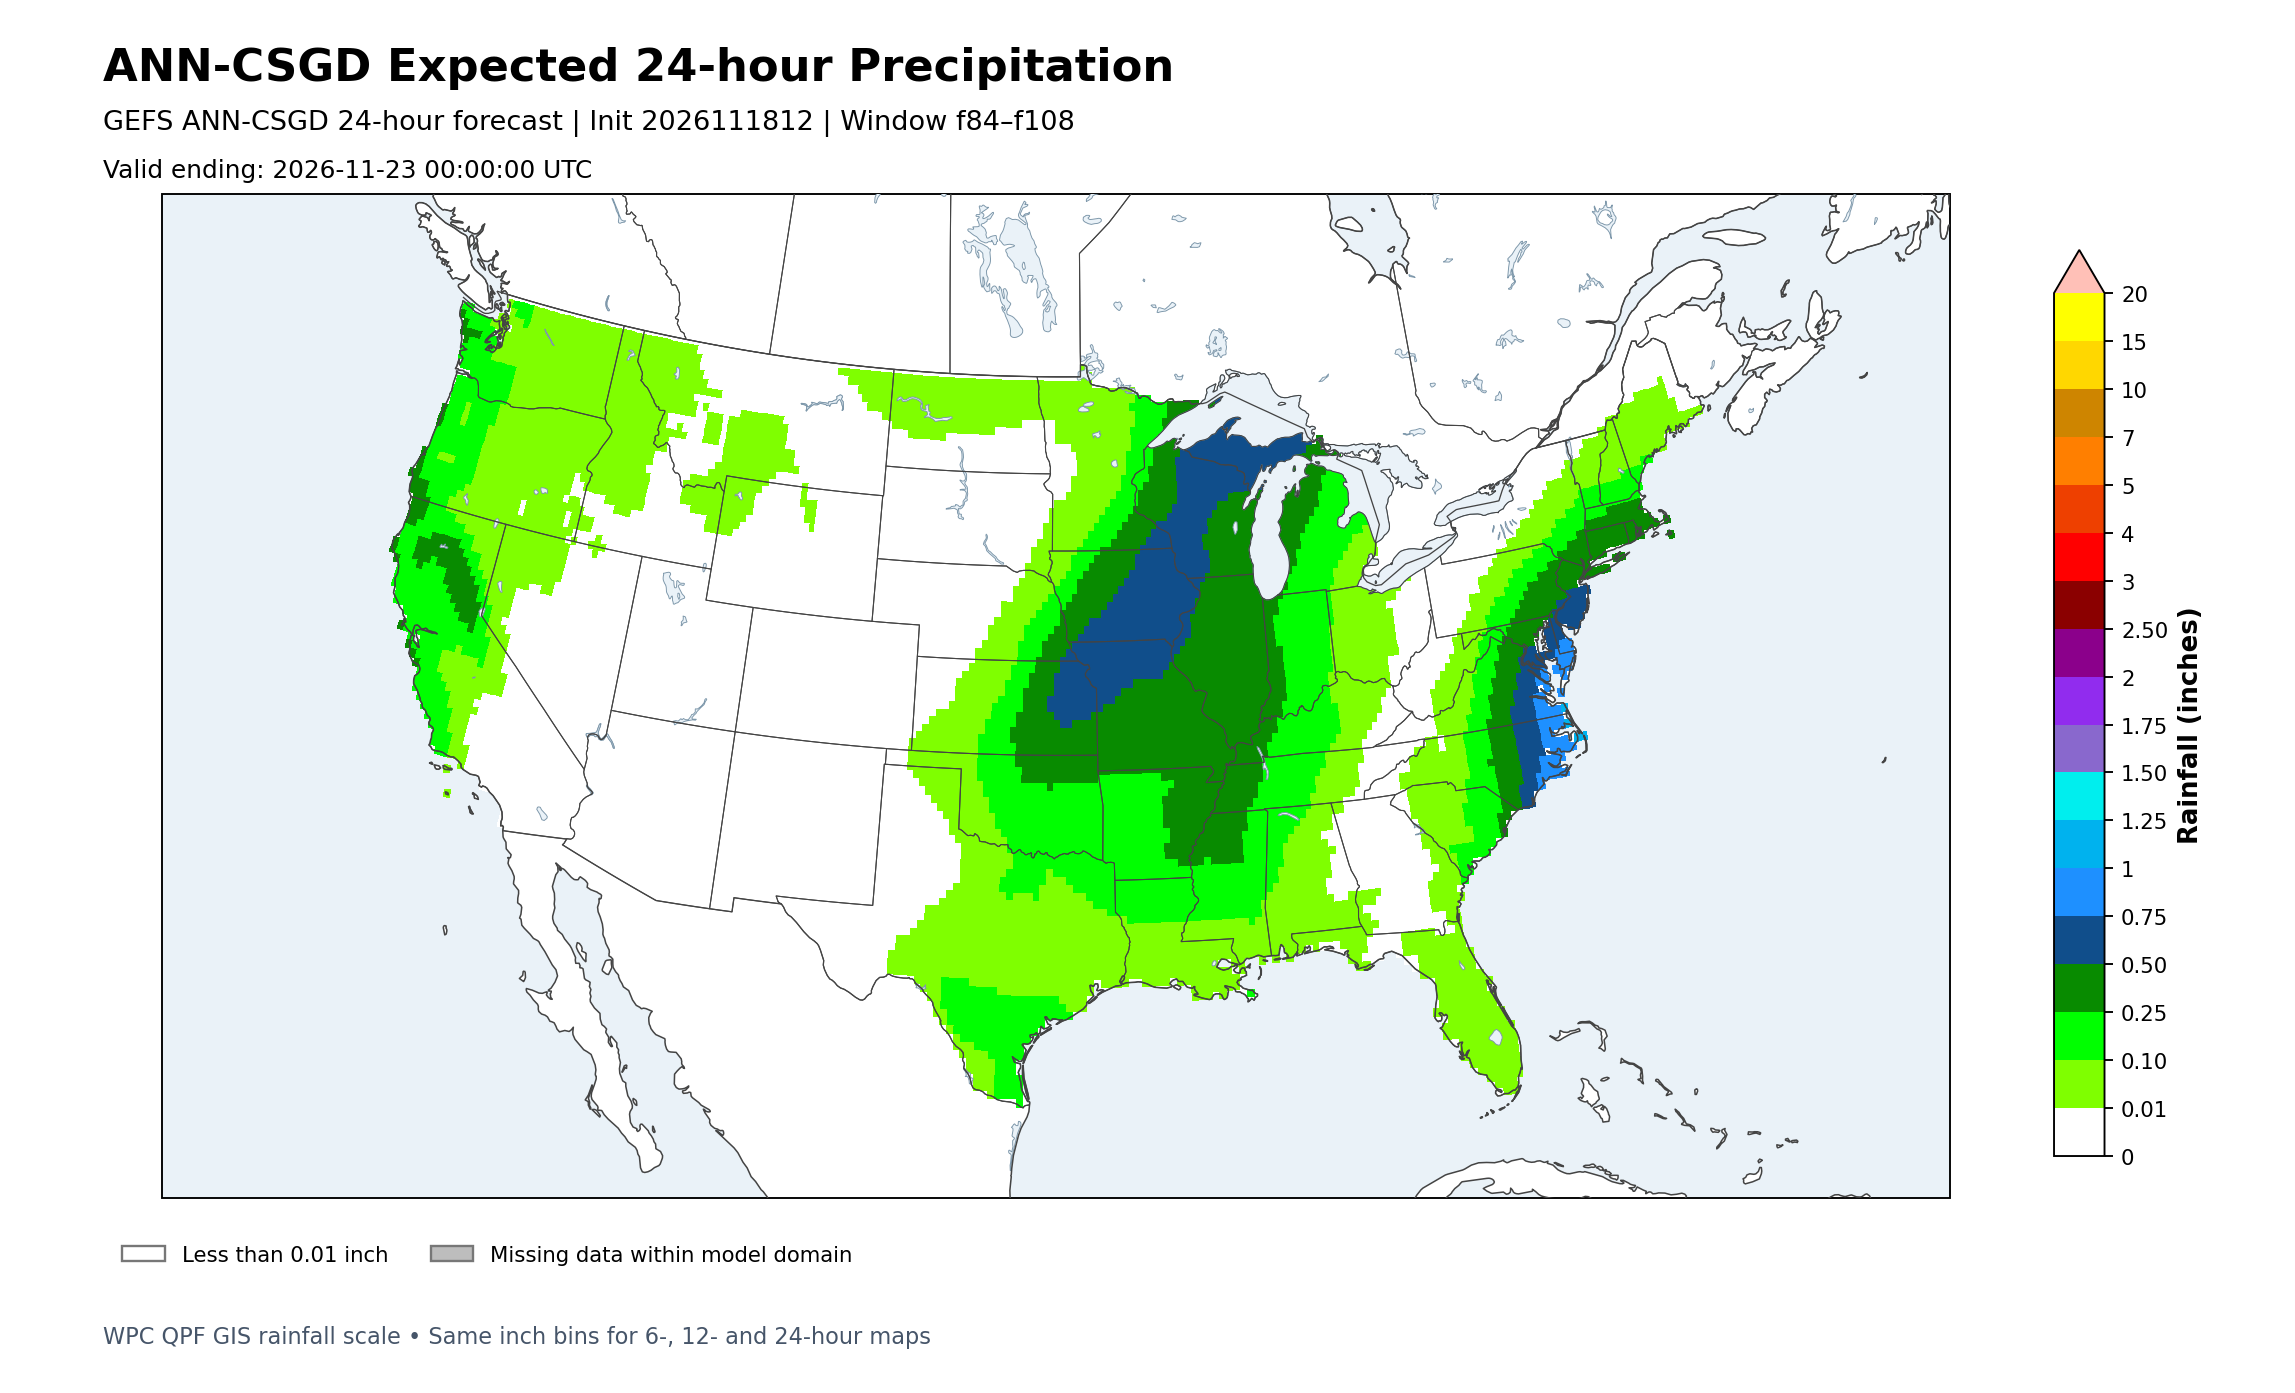 ANN-CSGD Expected 24-hour Precipitation
GEFS ANN-CSGD 24-hour forecast | Init 2026111812 | Window f84–f108
Valid ending: 2026-11-23 00:00:00 UTC
20
15
10
7
5
4
3
2.50
2
1.75
1.50
1.25
1
0.75
0.50
0.25
0.10
0.01
0
Rainfall (inches)
Less than 0.01 inch
Missing data within model domain
WPC QPF GIS rainfall scale • Same inch bins for 6-, 12- and 24-hour maps